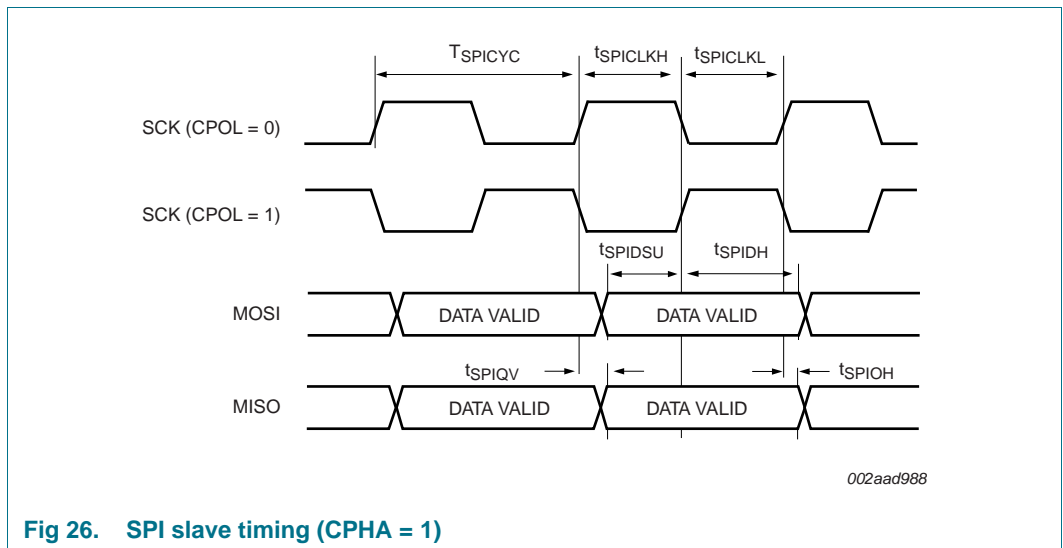 TSPICYC tSPICLKH tSPICLKL
SCK (CPOL = 0)
SCK (CPOL = 1)
tSPIDSU tSPIDH
MOSI DATA VALID DATA VALID
tSPIQV tSPIOH
MISO DATA VALID DATA VALID
002aad988
Fig 26. SPI slave timing (CPHA = 1)